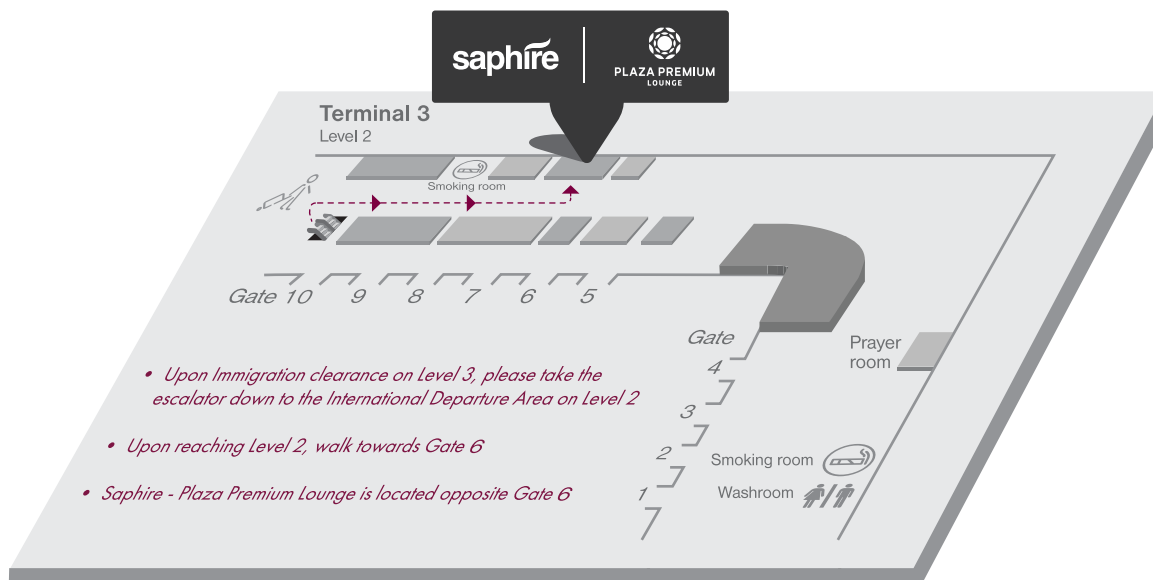 saphire
PLAZA PREMIUM
LOUNGE
Terminal 3
Level 2
Smoking room
Gate 10 9 8 7 6 5
Gate
4
3
2
1
Prayer
room
• Upon Immigration clearance on Level 3, please take the
escalator down to the International Departure Area on Level 2
• Upon reaching Level 2, walk towards Gate 6
• Saphire - Plaza Premium Lounge is located opposite Gate 6
Smoking room
Washroom